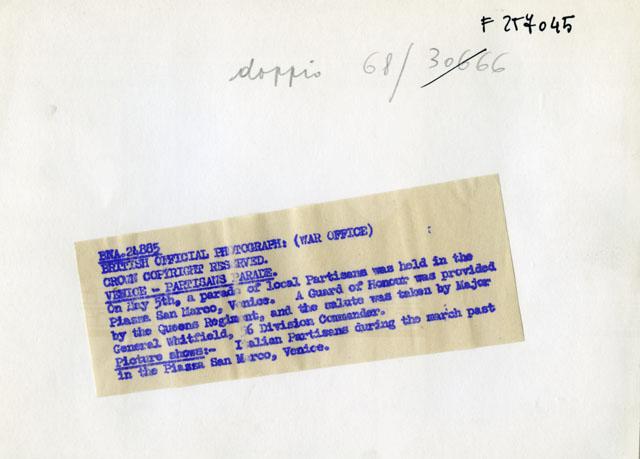 F 257045
doppio 68/30666
BNA.24885
BRITISH OFFICIAL PHOTOGRAPH: (WAR OFFICE)
CROWN COPYRIGHT RESERVED.
VENICE - PARTISANS PARADE.
On May 5th, a parade of local Partisans was held in the
Piazza San Marco, Venice. A Guard of Honour was provided
by the Queens Regiment, and the salute was taken by Major
General Whitfield, 56 Division Commander.
Picture shows:- Italian Partisans during the march past
in the Piazza San Marco, Venice.